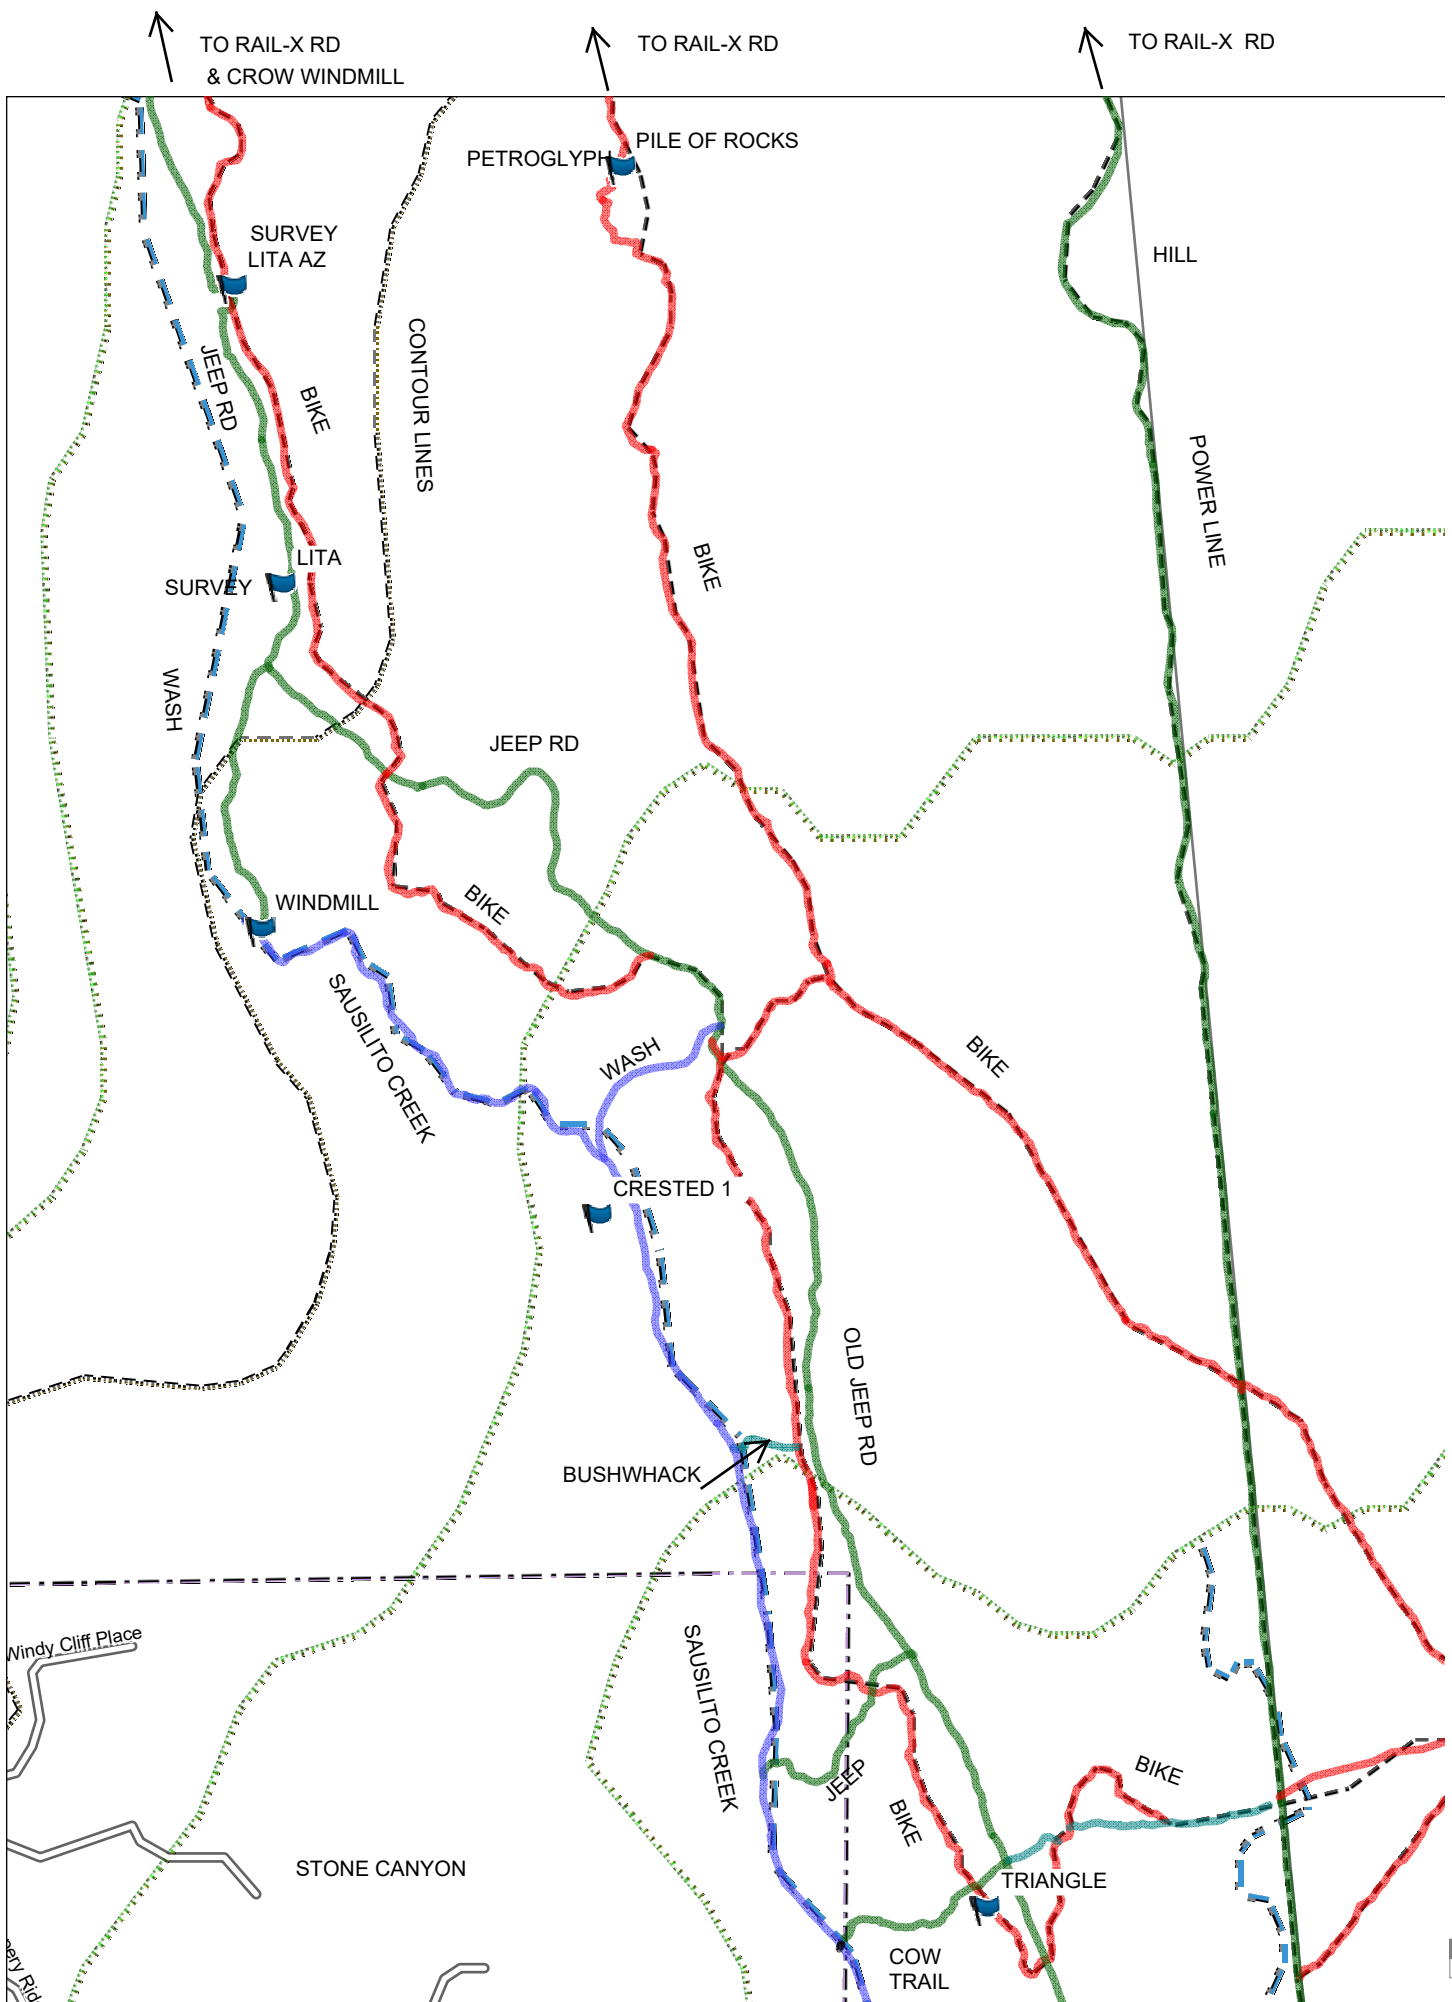 TO RAIL-X RD
& CROW WINDMILL
TO RAIL-X RD
TO RAIL-X RD
PILE OF ROCKS
PETROGLYPH
SURVEY
LITA AZ
HILL
JEEP RD
BIKE
CONTOUR LINES
POWER LINE
LITA
SURVEY
BIKE
WASH
JEEP RD
WINDMILL
BIKE
SAUSILITO CREEK
WASH
BIKE
CRESTED 1
OLD JEEP RD
BUSHWHACK
Windy Cliff Place
SAUSILITO CREEK
JEEP
BIKE
BIKE
STONE CANYON
TRIANGLE
COW
TRAIL